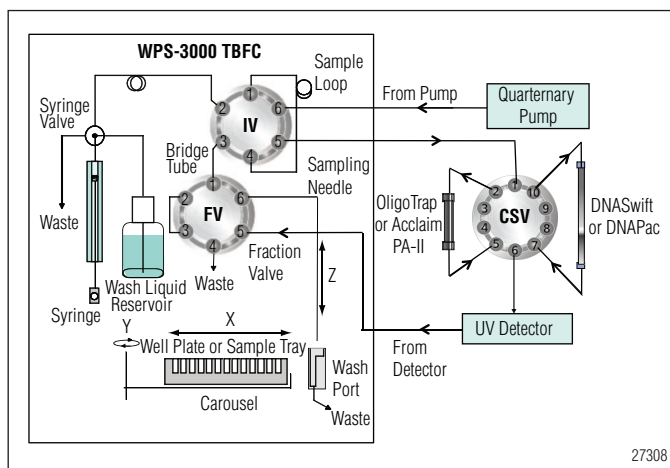 WPS-3000 TBFC
Syringe
Valve
Sample
Loop
1
2
6
IV
3
5
4
From Pump
Quarternary
Pump
Bridge
Tube
Sampling
Needle
1
2
6
FV
3
5
4
Fraction
Valve
Waste
Waste
Wash Liquid
Reservoir
Syringe
OligoTrap
or Acclaim
PA-II
1
2
10
3
9
CSV
4
8
5
7
6
DNASwift
or DNAPac
Z
Y
X
Well Plate or Sample Tray
Carousel
Wash
Port
Waste
From
Detector
UV Detector
27308